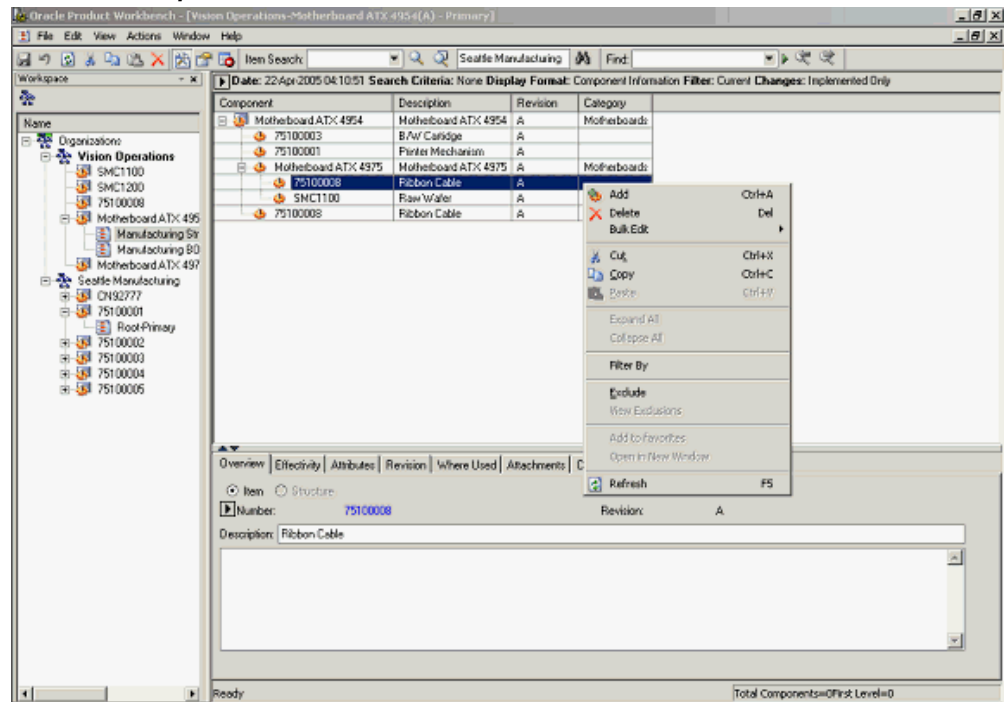 Oracle Product Workbench - [Vision Operations-Motherboard ATX 4954(A) - Primary]
File Edit View Actions Window Help
Item Search: Seattle Manufacturing Find:
Workspace
Date: 22-Apr-2005 04:10:51 Search Criteria: None Display Format: Component Information Filter: Current Changes: Implemented Only
Name
Organizations
Vision Operations
SMC1100
SMC1200
75100008
Motherboard ATX 495
Manufacturing Str
Manufacturing BO
Motherboard ATX 497
Seattle Manufacturing
CN92777
75100001
Root-Primary
75100002
75100003
75100004
75100005
Component Description Revision Category
Motherboard ATX 4954 Motherboard ATX 4954 A Motherboards
75100003 B/W Cartidge A
75100001 Printer Mechanism A
Motherboard ATX 4975 Motherboard ATX 4975 A Motherboards
75100008 Ribbon Cable A
SMC1100 Raw Wafer A
75100008 Ribbon Cable A
Add Ctrl+A
Delete Del
Bulk Edit
Cut Ctrl+X
Copy Ctrl+C
Paste Ctrl+V
Expand All
Collapse All
Filter By
Exclude
View Exclusions
Add to Favorites
Open in New Window
Refresh F5
Overview Effectivity Attributes Revision Where Used Attachments
Item Structure
Number: 75100008 Revision: A
Description: Ribbon Cable
Ready Total Components=0First Level=0